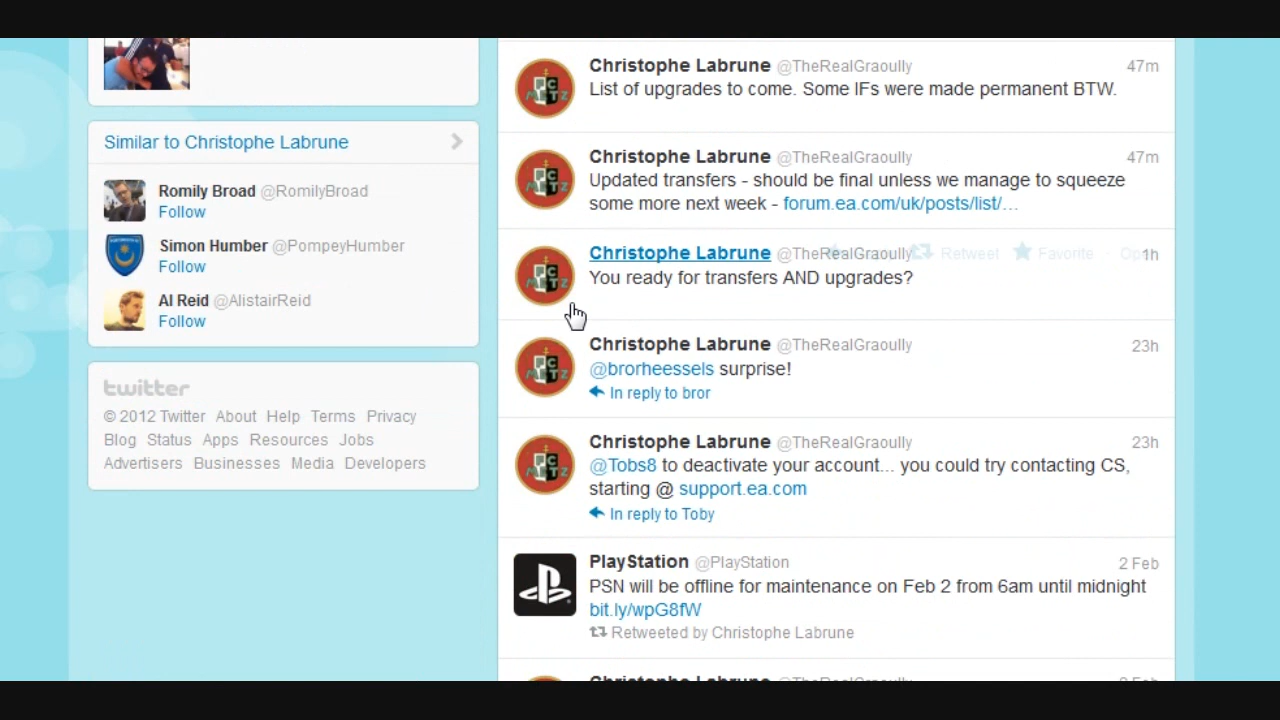 Similar to Christophe Labrune
Romily Broad @RomilyBroad
Follow
Simon Humber @PompeyHumber
Follow
Al Reid @AlistairReid
Follow
twitter
© 2012 Twitter About Help Terms Privacy
Blog Status Apps Resources Jobs
Advertisers Businesses Media Developers
Christophe Labrune @TheRealGraoully 47m
List of upgrades to come. Some IFs were made permanent BTW.
Christophe Labrune @TheRealGraoully 47m
Updated transfers - should be final unless we manage to squeeze
some more next week - forum.ea.com/uk/posts/list/…
Christophe Labrune @TheRealGraoully Retweet Favorite · 1h
You ready for transfers AND upgrades?
Christophe Labrune @TheRealGraoully 23h
@brorheessels surprise!
In reply to bror
Christophe Labrune @TheRealGraoully 23h
@Tobs8 to deactivate your account... you could try contacting CS,
starting @ support.ea.com
In reply to Toby
PlayStation @PlayStation 2 Feb
PSN will be offline for maintenance on Feb 2 from 6am until midnight
bit.ly/wpG8fW
Retweeted by Christophe Labrune
Christophe Labrune @TheRealGraoully 2 Feb